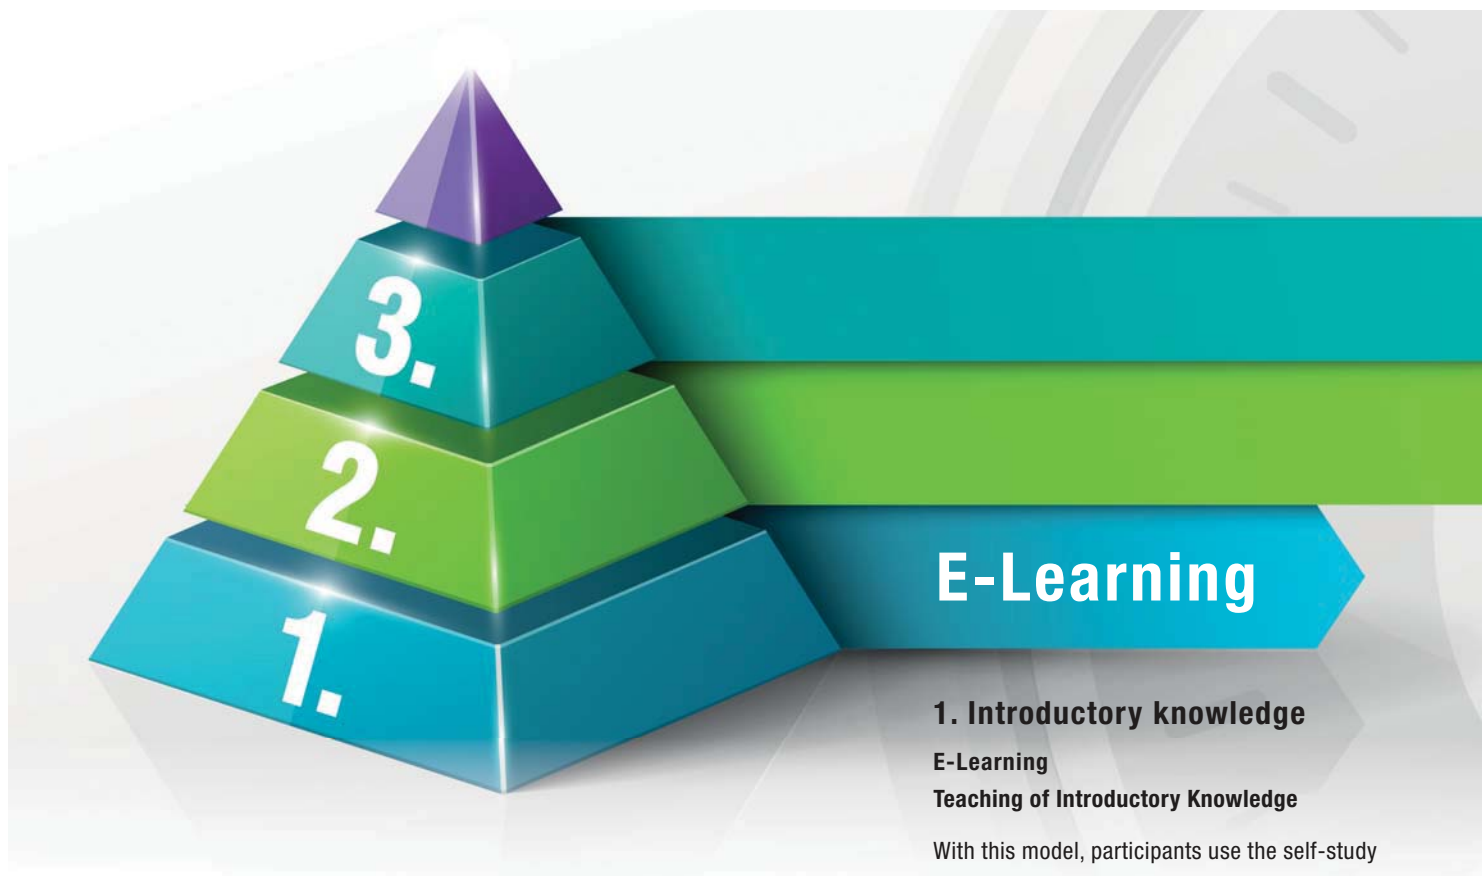 3.
2.
1.
E-Learning
1. Introductory knowledge
E-Learning
Teaching of Introductory Knowledge
With this model, participants use the self-study